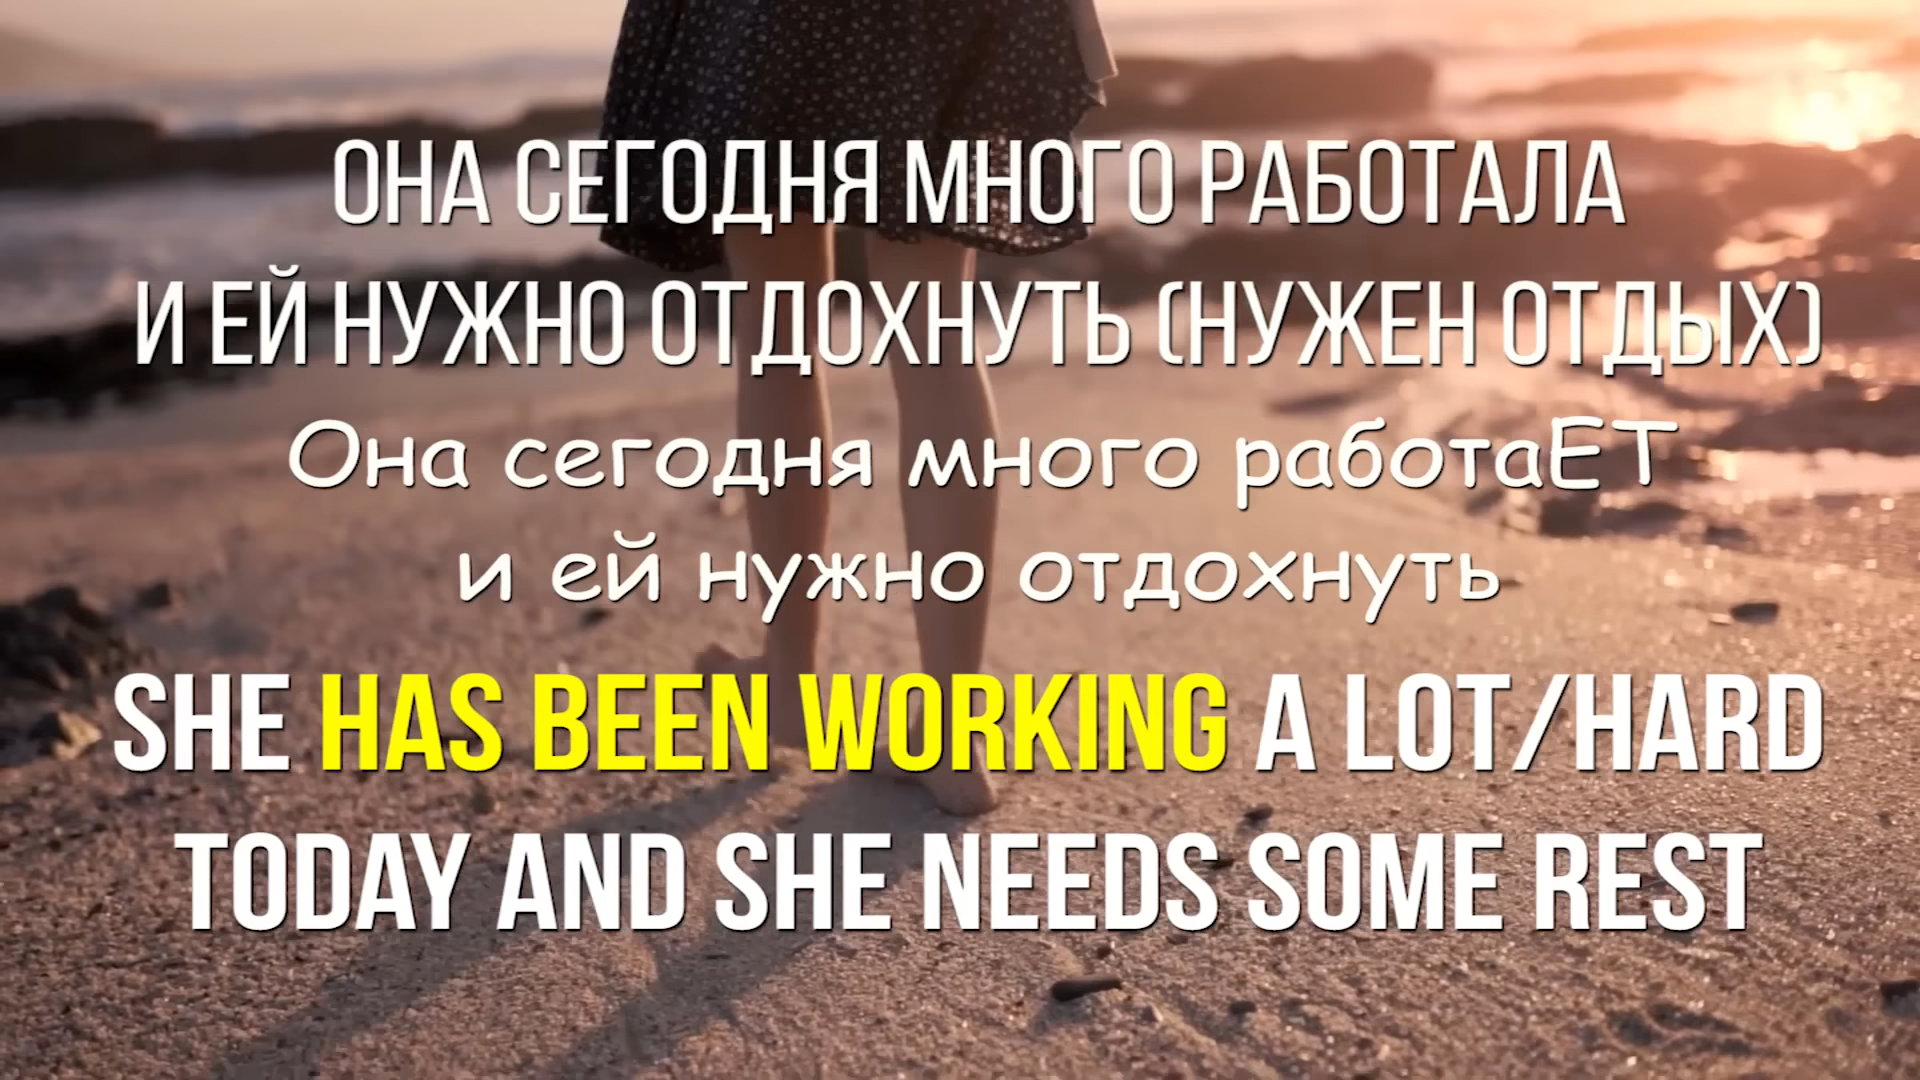 ОНА СЕГОДНЯ МНОГО РАБОТАЛА
И ЕЙ НУЖНО ОТДОХНУТЬ (НУЖЕН ОТДЫХ)
Она сегодня много работаЕТ
и ей нужно отдохнуть
SHE HAS BEEN WORKING A LOT/HARD
TODAY AND SHE NEEDS SOME REST